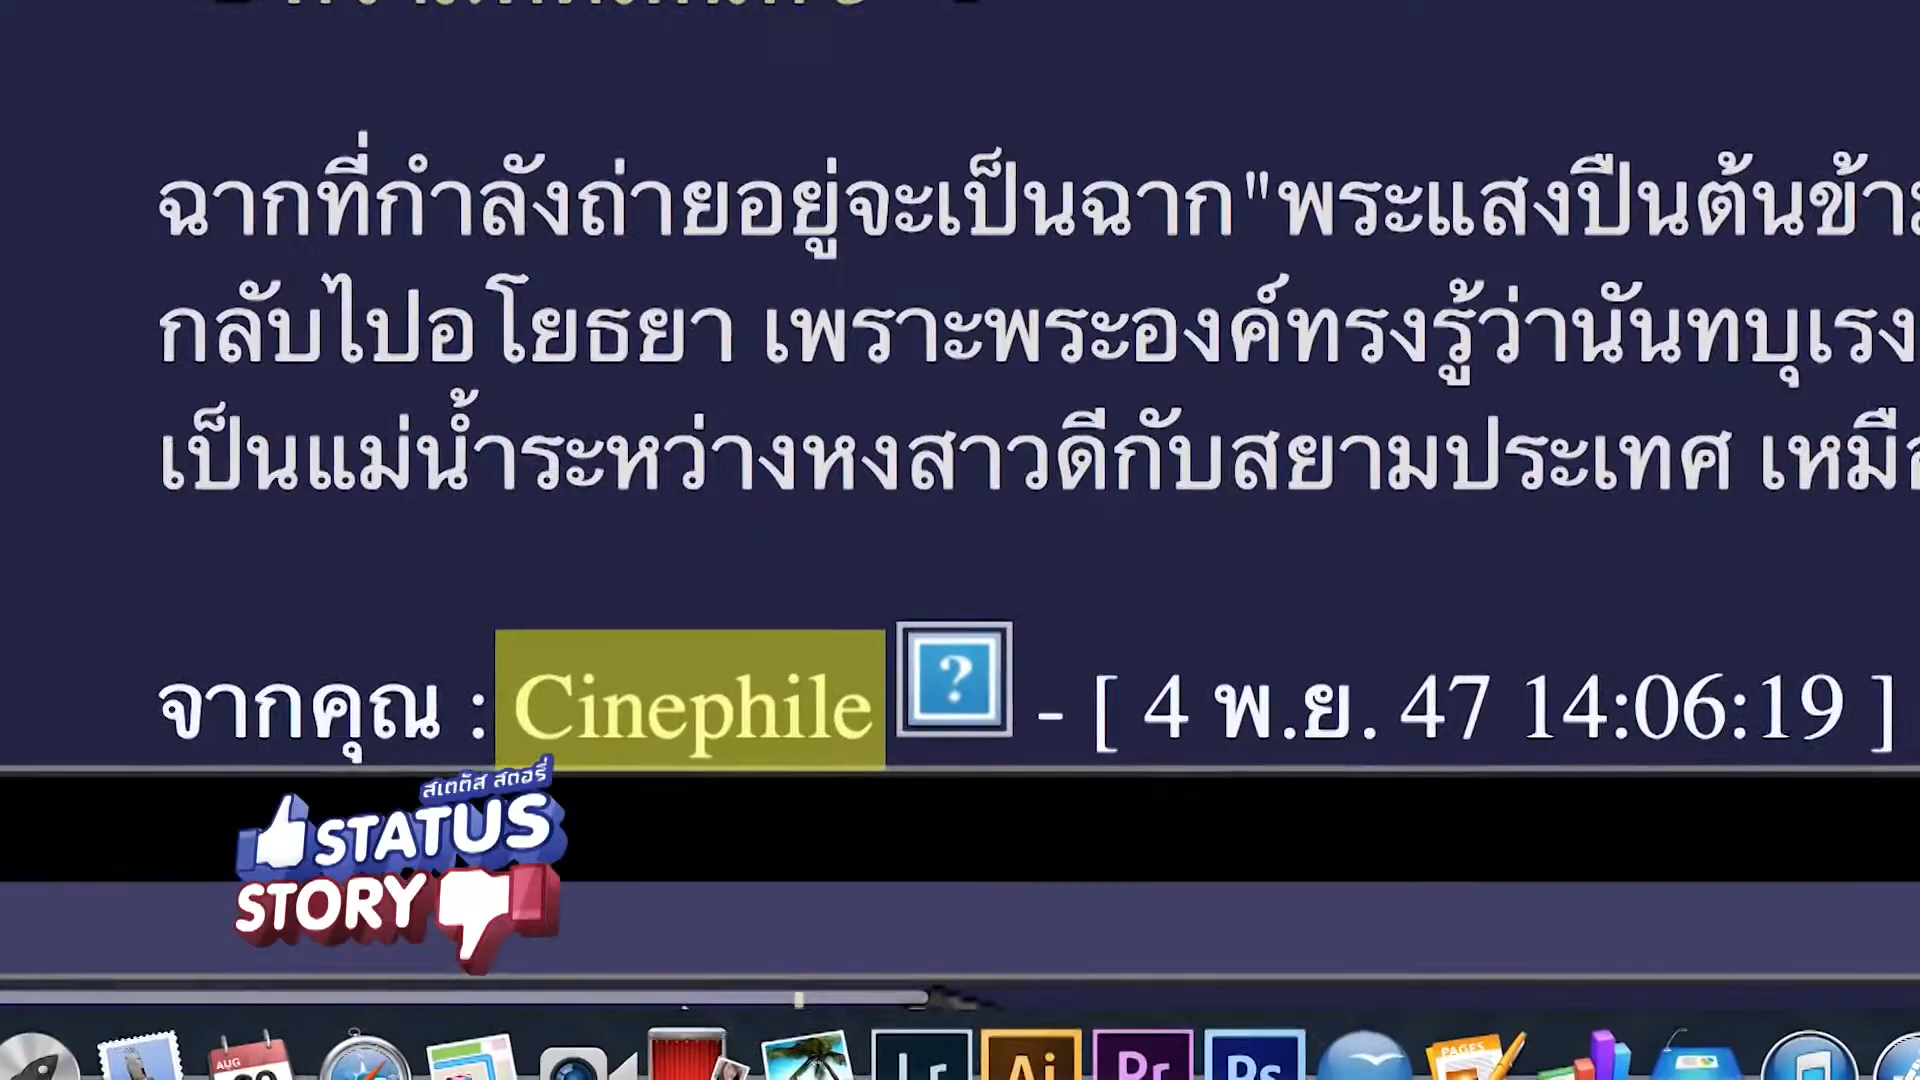 ฉากที่กำลังถ่ายอยู่จะเป็นฉาก"พระแสงปืนต้นข้าม
กลับไปอโยธยา เพราะพระองค์ทรงรู้ว่านันทบุเรง
เป็นแม่น้ำระหว่างหงสาวดีกับสยามประเทศ
จากคุณ : Cinephile ? - [ 4 พ.ย. 47 14:06:19 ]
สเตตัส สตอรี่
STATUS
STORY
AUG
Lr Ai Pr PAGES Ps